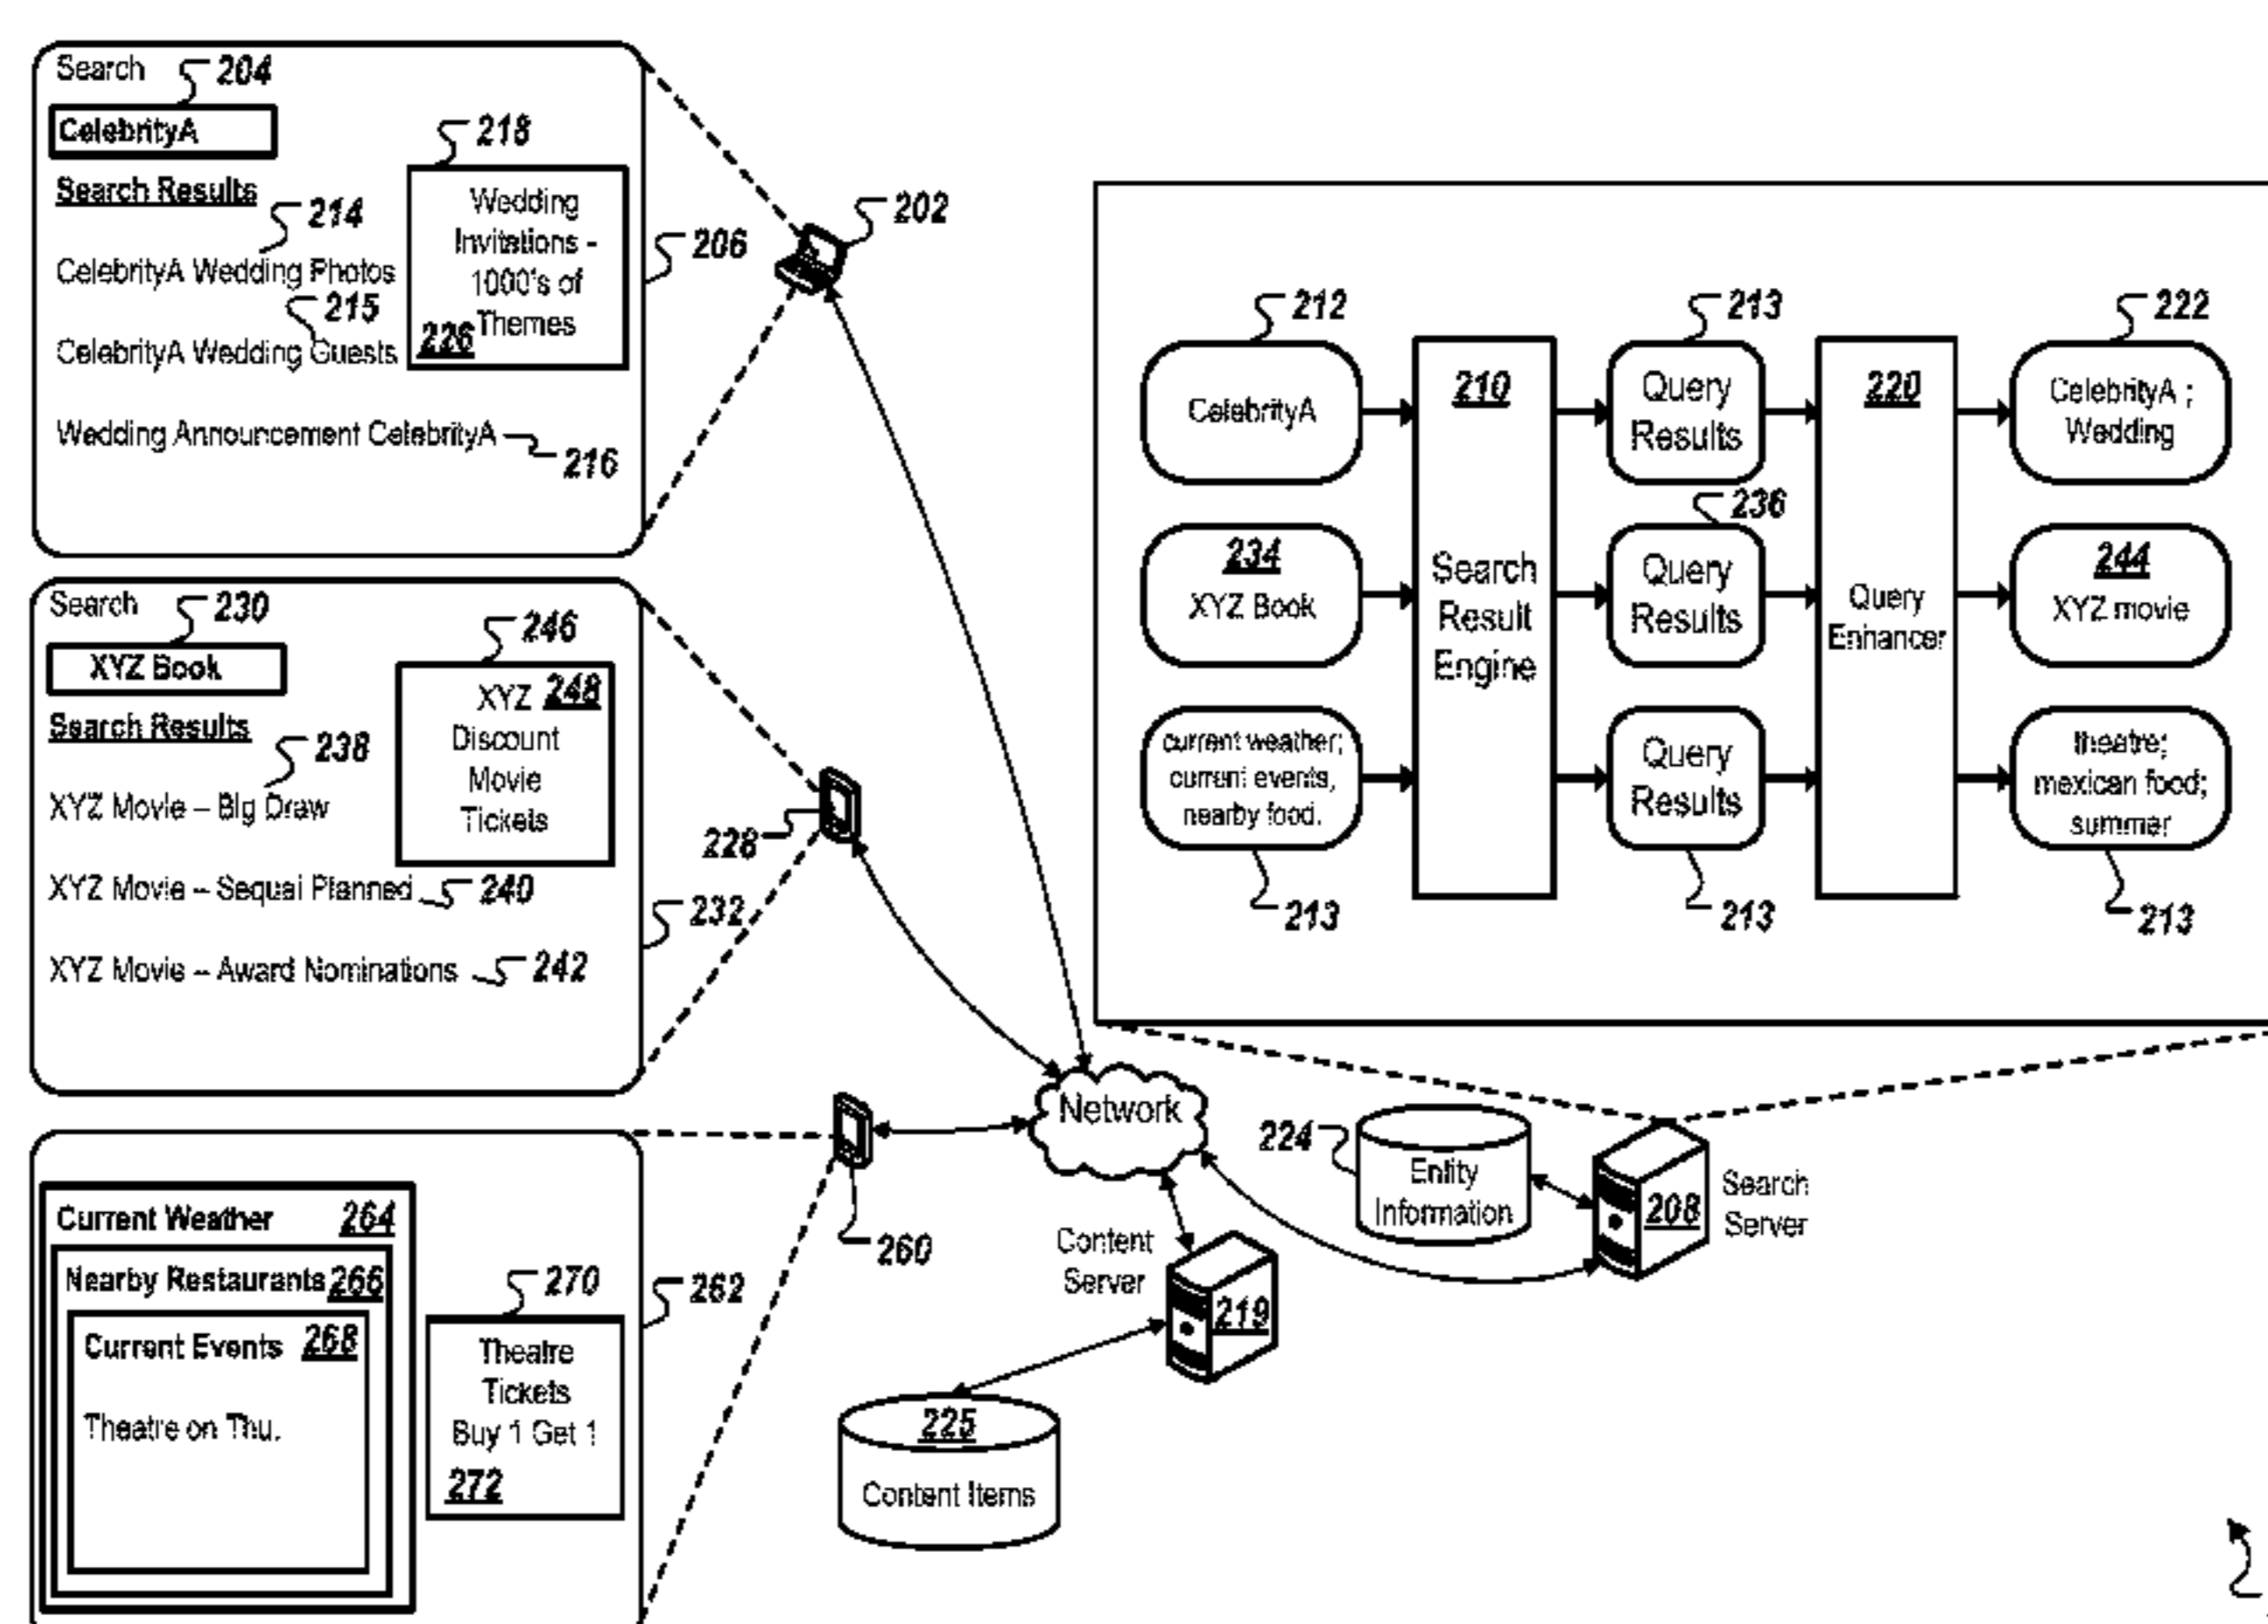 Search 204
CelebrityA
218
Search Results
214
Wedding
Invitations -
1000's of
Themes
226
206
202
CelebrityA Wedding Photos
215
CelebrityA Wedding Guests
Wedding Announcement CelebrityA
216
Search 230
XYZ Book
246
Search Results
238
XYZ 248
Discount
Movie
Tickets
XYZ Movie – Big Draw
228
XYZ Movie – Sequal Planned 240
232
XYZ Movie – Award Nominations 242
Current Weather 264
Nearby Restaurants 266
Current Events 268
Theatre on Thu.
270
262
Theatre
Tickets
Buy 1 Get 1
272
260
212
213
222
CelebrityA
210
Search
Result
Engine
Query
Results
220
Query
Enhancer
CelebrityA ;
Wedding
236
234
XYZ Book
Query
Results
244
XYZ movie
current weather;
current events,
nearby food.
Query
Results
theatre;
mexican food;
summer
213
213
213
Network
224
Entity
Information
208
Search
Server
Content
Server
219
225
Content Items